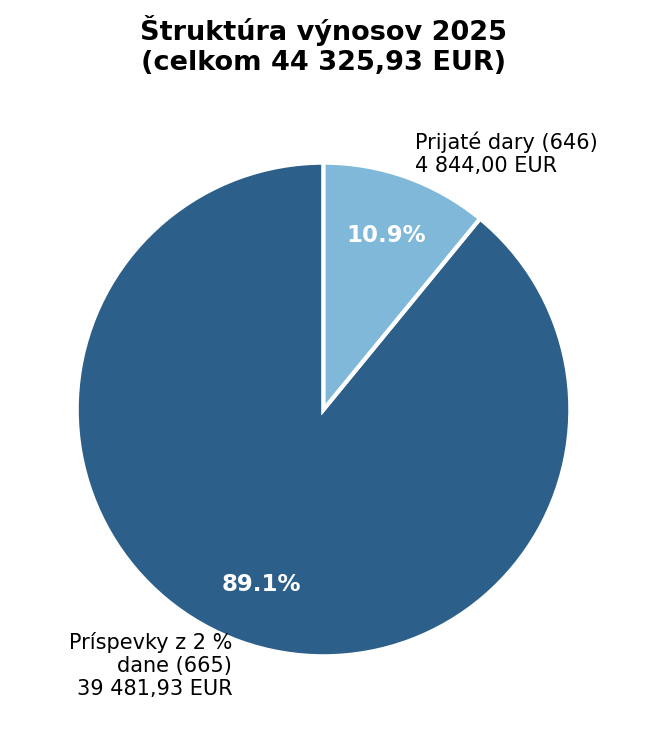 Štruktúra výnosov 2025
(celkom 44 325,93 EUR)
Prijaté dary (646)
4 844,00 EUR
10.9%
89.1%
Príspevky z 2 %
dane (665)
39 481,93 EUR